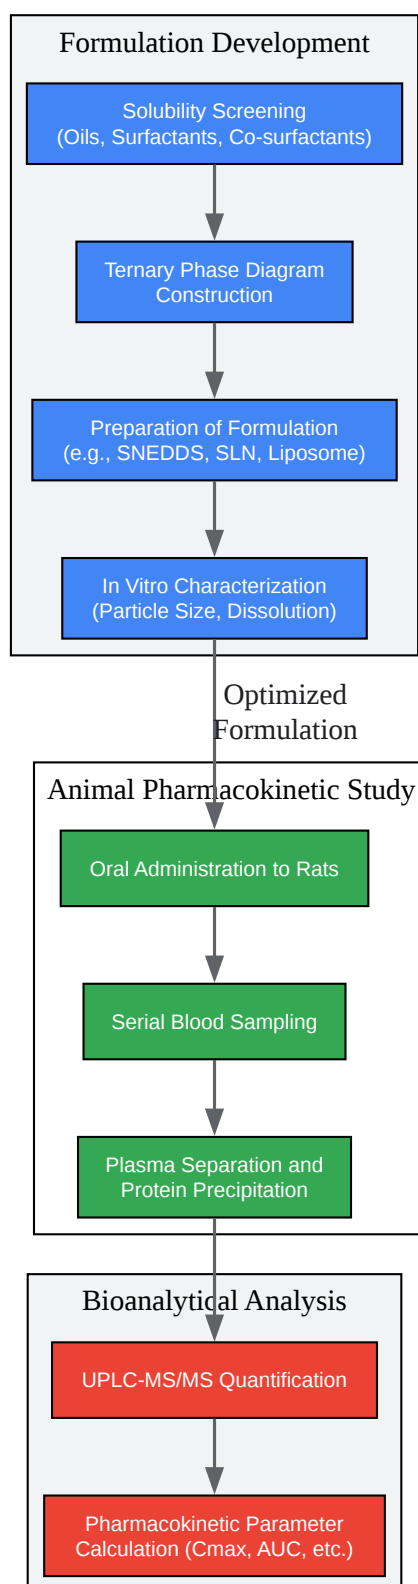 Formulation Development
Solubility Screening
(Oils, Surfactants, Co-surfactants)
Ternary Phase Diagram
Construction
Preparation of Formulation
(e.g., SNEDDS, SLN, Liposome)
In Vitro Characterization
(Particle Size, Dissolution)
Optimized
Formulation
Animal Pharmacokinetic Study
Oral Administration to Rats
Serial Blood Sampling
Plasma Separation and
Protein Precipitation
Bioanalytical Analysis
UPLC-MS/MS Quantification
Pharmacokinetic Parameter
Calculation (Cmax, AUC, etc.)